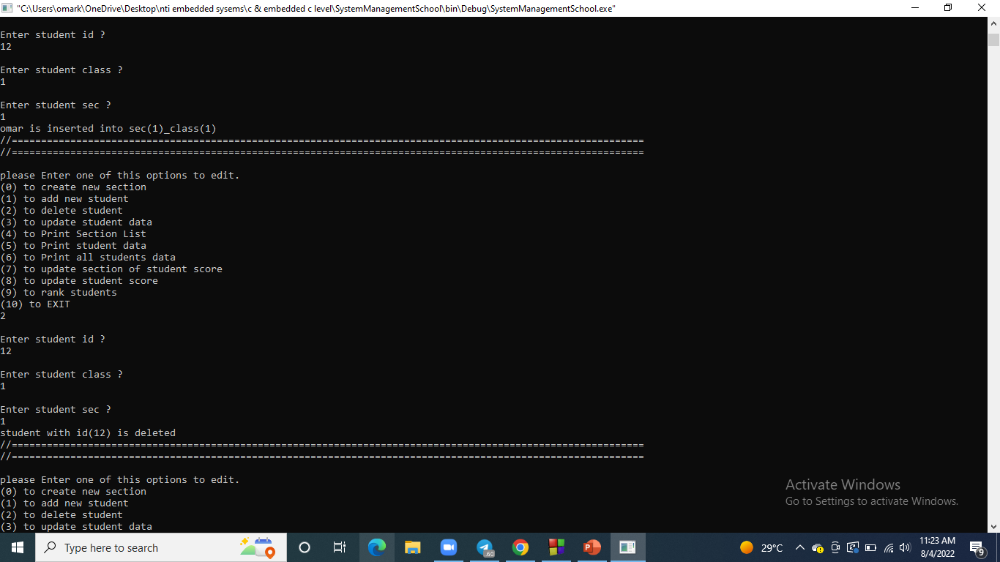 "C:\Users\omark\OneDrive\Desktop\nti embedded sysems\c & embedded c level\SystemManagementSchool\bin\Debug\SystemManagementSchool.exe"
Enter student id ?
12
Enter student class ?
1
Enter student sec ?
1
omar is inserted into sec(1)_class(1)
//============================================================================================================
//============================================================================================================
please Enter one of this options to edit.
(0) to create new section
(1) to add new student
(2) to delete student
(3) to update student data
(4) to Print Section List
(5) to Print student data
(6) to Print all students data
(7) to update section of student score
(8) to update student score
(9) to rank students
(10) to EXIT
2
Enter student id ?
12
Enter student class ?
1
Enter student sec ?
1
student with id(12) is deleted
//============================================================================================================
//============================================================================================================
please Enter one of this options to edit.
(0) to create new section
(1) to add new student
(2) to delete student
(3) to update student data
Activate Windows
Go to Settings to activate Windows.
Type here to search
.60
29°C
11:23 AM
8/4/2022
9